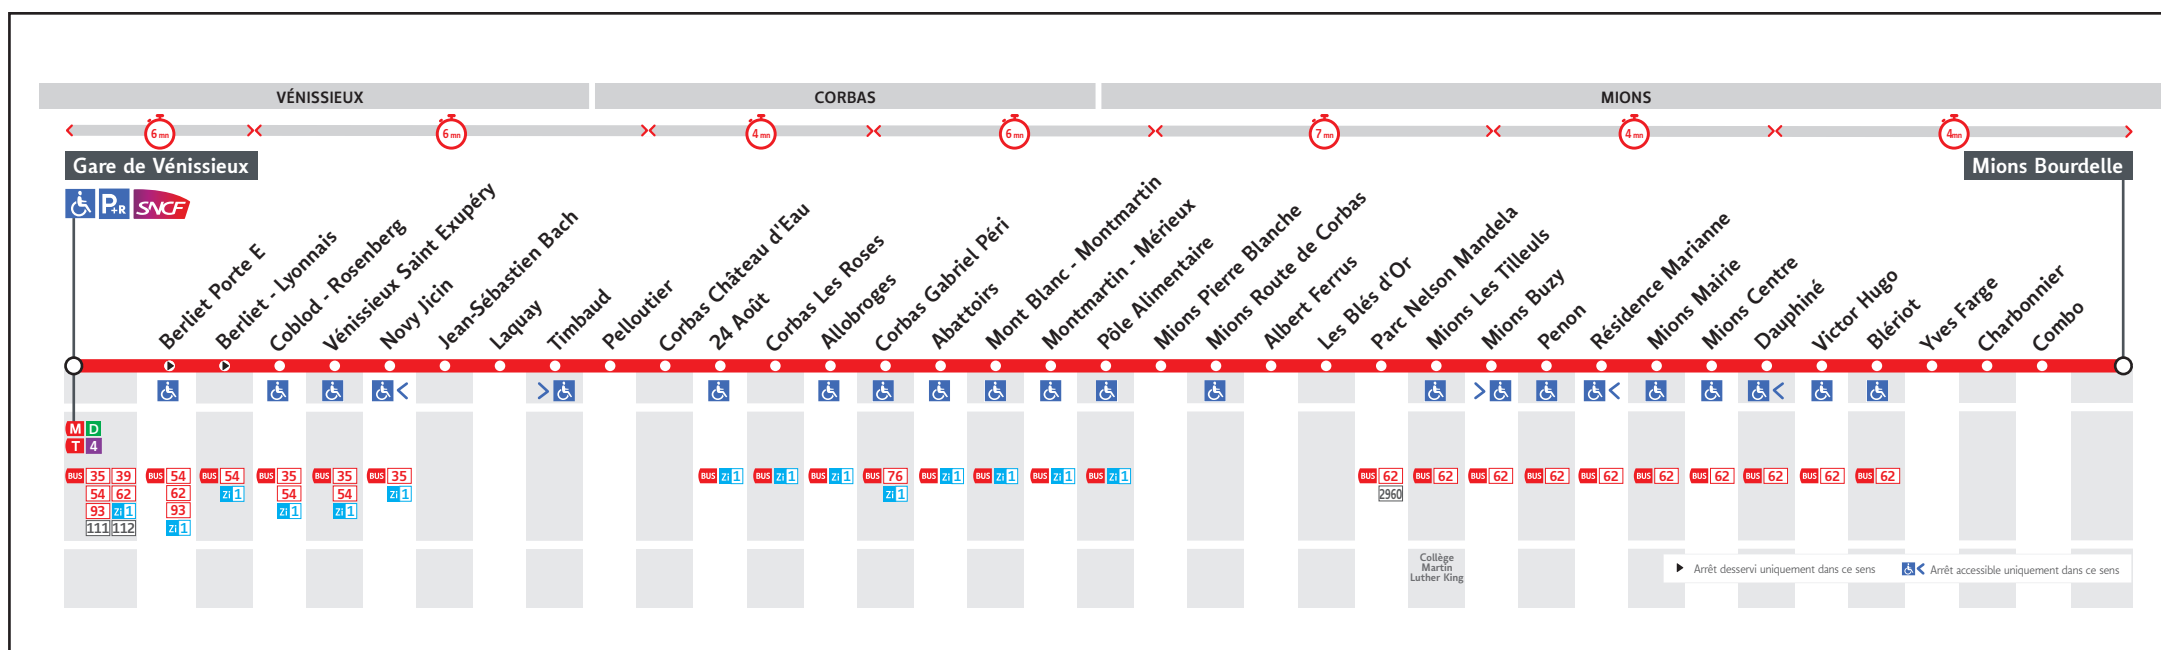 VÉNISSIEUX
CORBAS
MIONS
6 mn
6 mn
4 mn
6 mn
7 mn
4 mn
4mn
Gare de Vénissieux
Mions Bourdelle
P+R
SNCF
Berliet Porte E
Berliet - Lyonnais
Coblod - Rosenberg
Vénissieux Saint Exupéry
Novy Jicin
Jean-Sébastien Bach
Laquay
Timbaud
Pelloutier
Corbas Château d'Eau
24 Août
Corbas Les Roses
Allobroges
Corbas Gabriel Péri
Abattoirs
Mont Blanc - Montmartin
Montmartin - Mérieux
Pôle Alimentaire
Mions Pierre Blanche
Mions Route de Corbas
Albert Ferrus
Les Blés d'Or
Parc Nelson Mandela
Mions Les Tilleuls
Mions Buzy
Penon
Résidence Marianne
Mions Mairie
Mions Centre
Dauphiné
Victor Hugo
Blériot
Yves Farge
Charbonnier
Combo
M D
T 4
BUS 35 39
54 62
93 Zi 1
111 112
BUS 54
62
93
Zi 1
BUS 54
Zi 1
BUS 35
54
Zi 1
BUS 35
54
Zi 1
BUS 35
Zi 1
BUS Zi 1
BUS Zi 1
BUS Zi 1
BUS 76
Zi 1
BUS Zi 1
BUS Zi 1
BUS Zi 1
BUS Zi 1
BUS 62
2960
BUS 62
BUS 62
BUS 62
BUS 62
BUS 62
BUS 62
BUS 62
BUS 62
BUS 62
Collège
Martin
Luther King
Arrêt desservi uniquement dans ce sens
Arrêt accessible uniquement dans ce sens